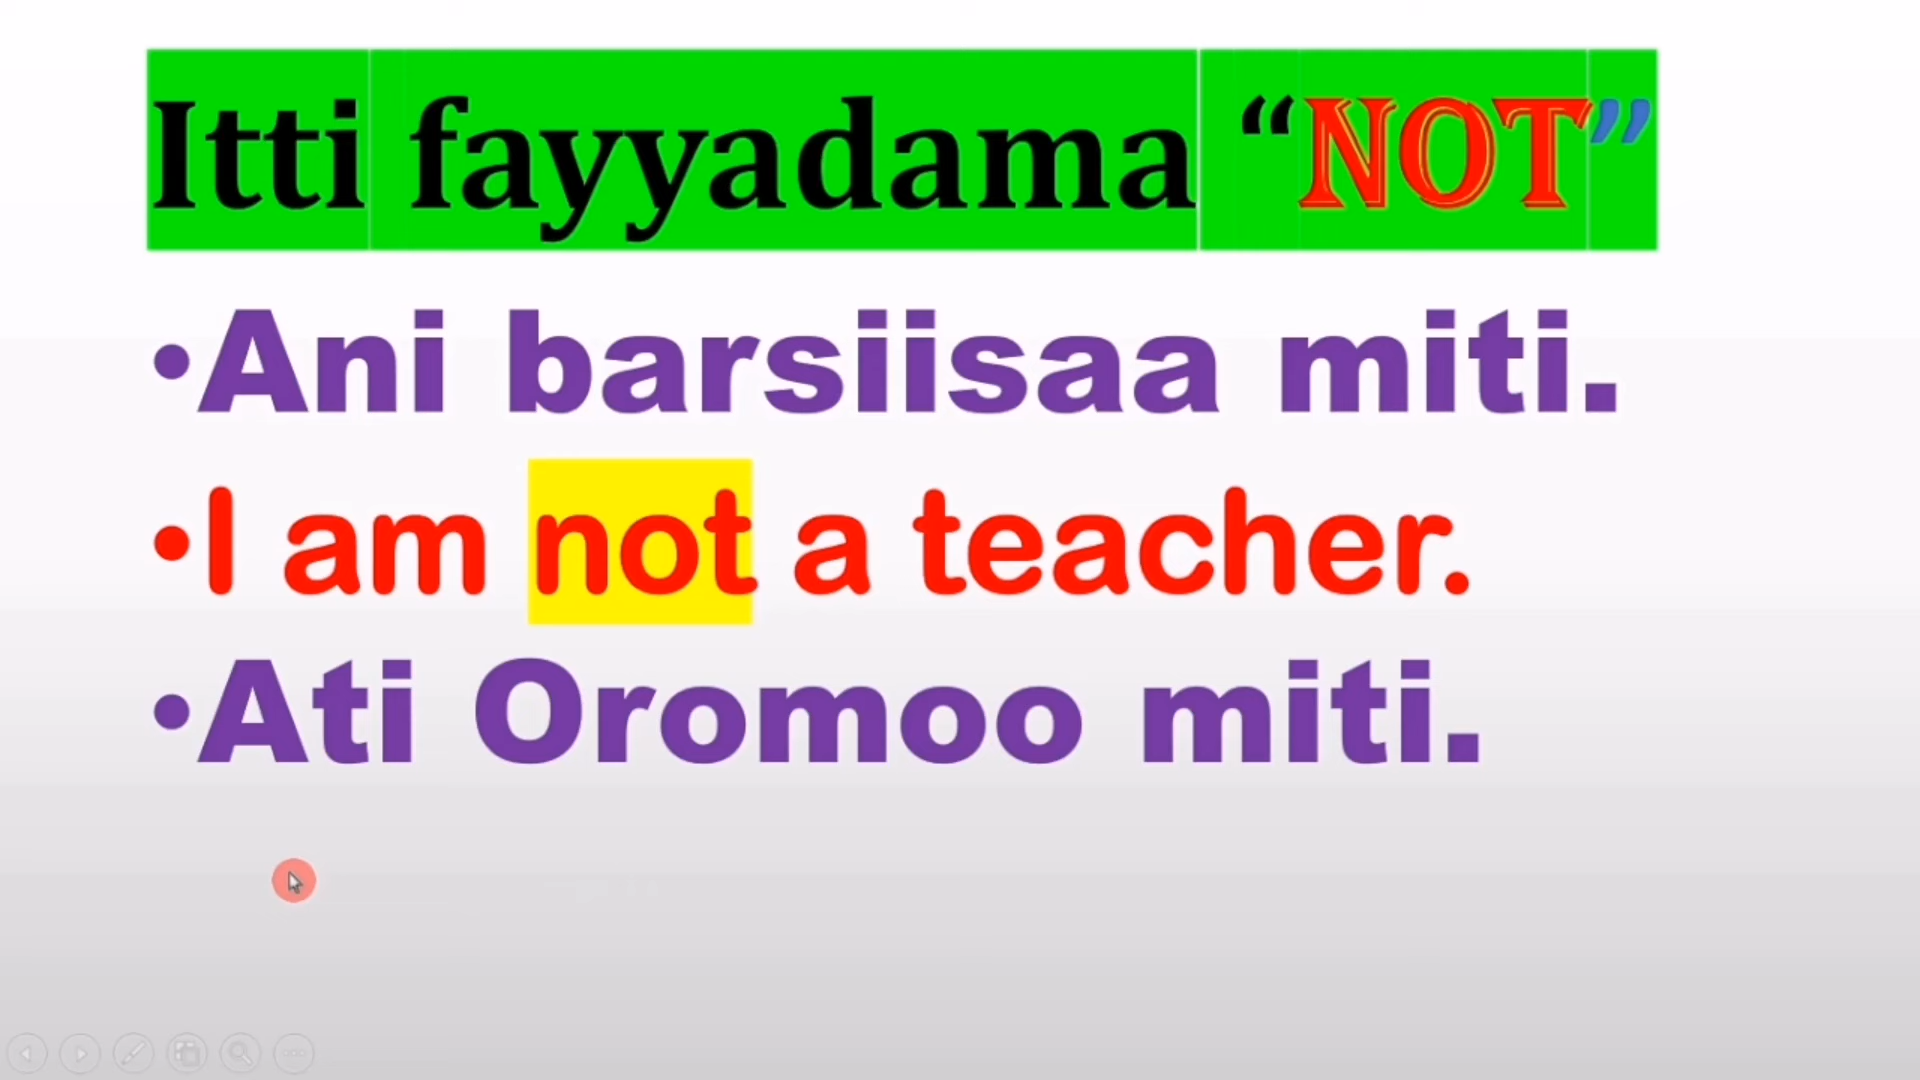 Itti fayyadama “NOT”
•Ani barsiisaa miti.
•I am not a teacher.
•Ati Oromoo miti.